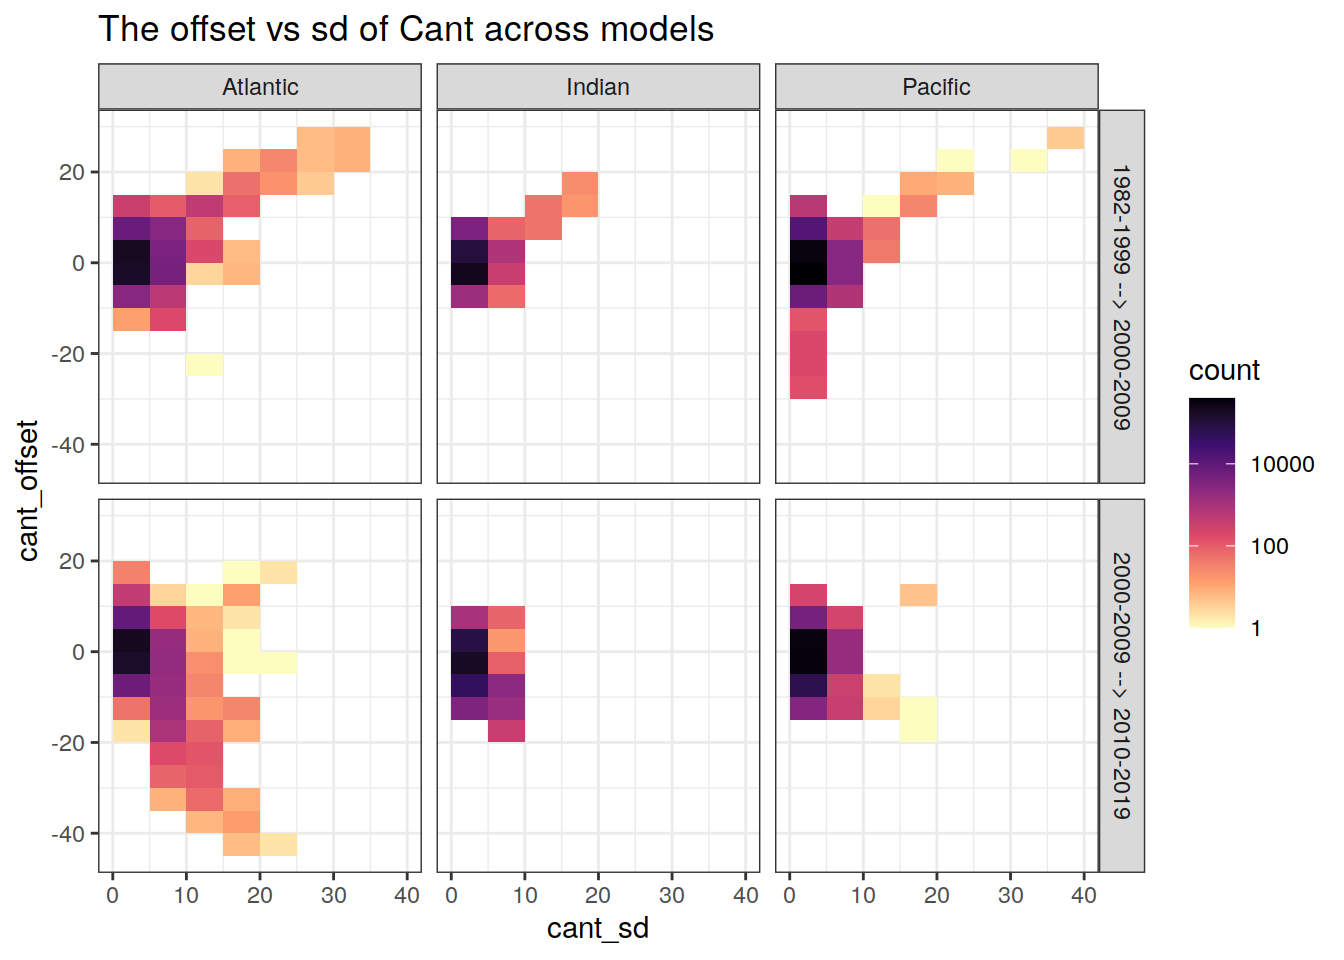 The offset vs sd of Cant across models
Atlantic
Indian
Pacific
20
0
-20
-40
1982-1999 --> 2000-2009
20
0
-20
-40
2000-2009 --> 2010-2019
cant_offset
0 10 20 30 40
0 10 20 30 40
0 10 20 30 40
cant_sd
count
10000
100
1